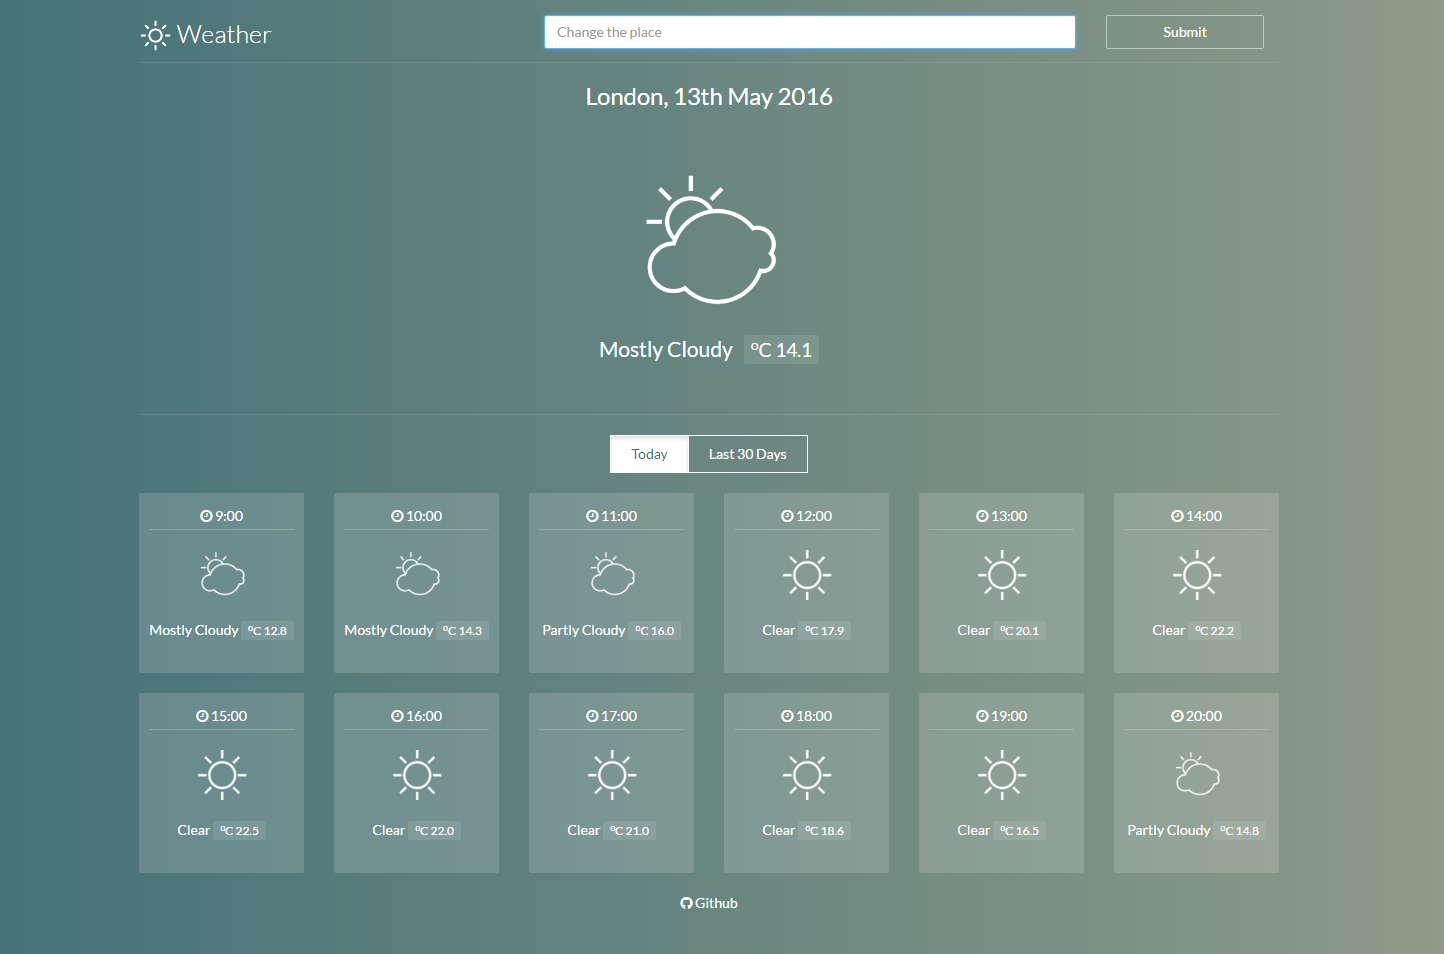 Weather
Change the place
Submit
London, 13th May 2016
Mostly Cloudy ºC 14.1
Today
Last 30 Days
9:00
Mostly Cloudy ºC 12.8
10:00
Mostly Cloudy ºC 14.3
11:00
Partly Cloudy ºC 16.0
12:00
Clear ºC 17.9
13:00
Clear ºC 20.1
14:00
Clear ºC 22.2
15:00
Clear ºC 22.5
16:00
Clear ºC 22.0
17:00
Clear ºC 21.0
18:00
Clear ºC 18.6
19:00
Clear ºC 16.5
20:00
Partly Cloudy ºC 14.8
Github